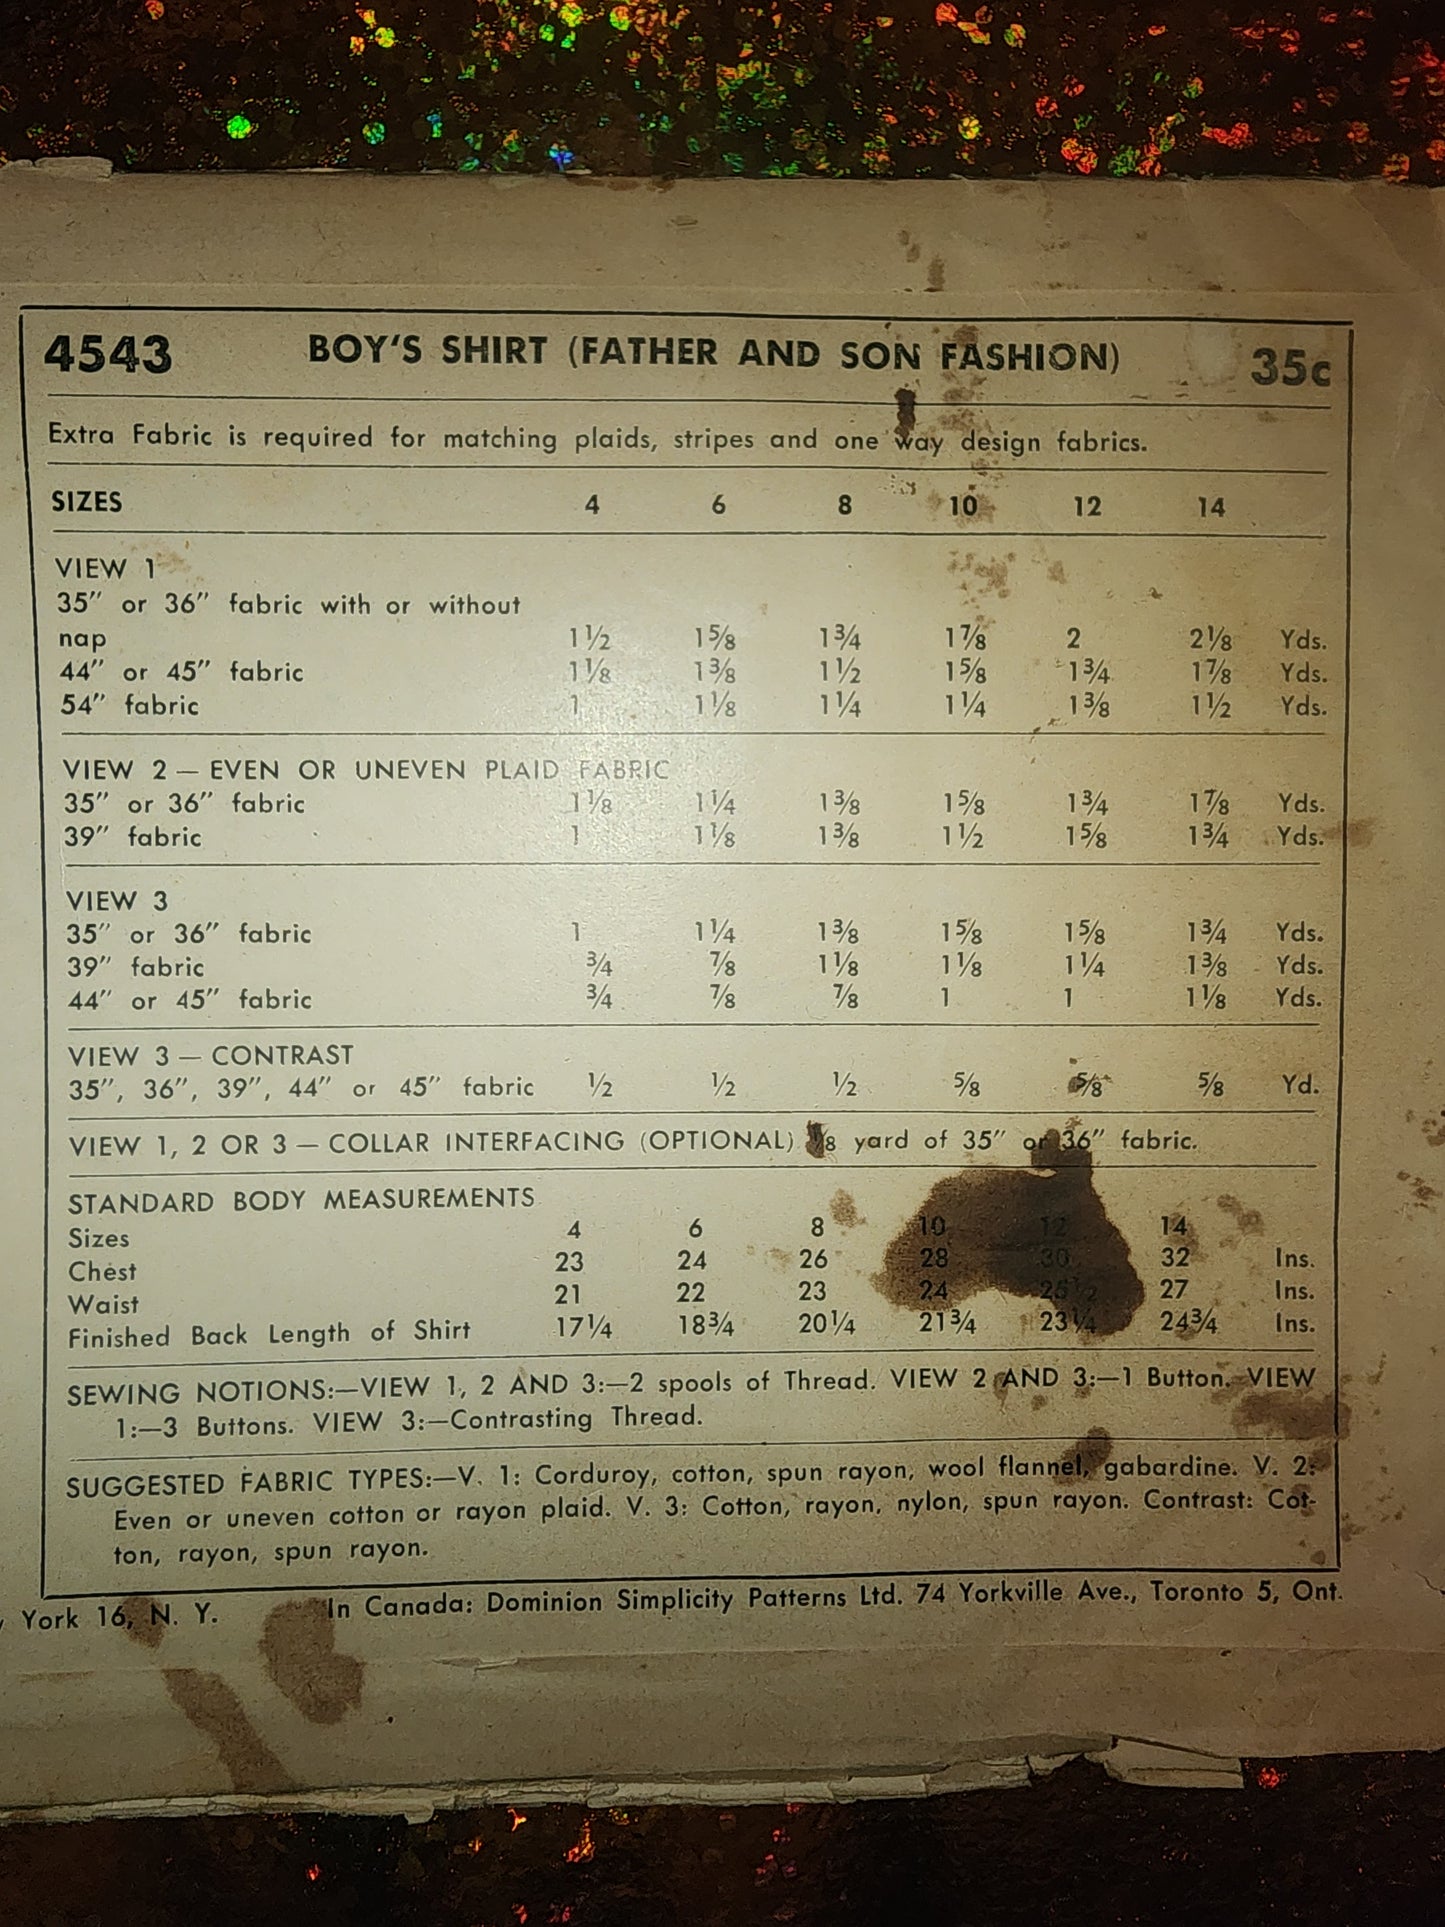 4543 BOY'S SHIRT (FATHER AND SON FASHION) 35c
Extra Fabric is required for matching plaids, stripes and one way design fabrics.
SIZES 4 6 8 10 12 14
VIEW 1
35″ or 36″ fabric with or without
nap 1½ 1⅝ 1¾ 1⅞ 2 2⅛ Yds.
44″ or 45″ fabric 1⅛ 1⅜ 1½ 1⅝ 1¾ 1⅞ Yds.
54″ fabric 1 1⅛ 1¼ 1¼ 1⅜ 1½ Yds.
VIEW 2 — EVEN OR UNEVEN PLAID FABRIC
35″ or 36″ fabric 1⅛ 1¼ 1⅜ 1⅝ 1¾ 1⅞ Yds.
39″ fabric 1 1⅛ 1⅜ 1½ 1⅝ 1¾ Yds.
VIEW 3
35″ or 36″ fabric 1 1¼ 1⅜ 1⅝ 1⅝ 1¾ Yds.
39″ fabric ¾ ⅞ 1⅛ 1⅛ 1¼ 1⅜ Yds.
44″ or 45″ fabric ¾ ⅞ ⅞ 1 1 1⅛ Yds.
VIEW 3 — CONTRAST
35″, 36″, 39″, 44″ or 45″ fabric ½ ½ ½ ⅝ ⅝ ⅝ Yd.
VIEW 1, 2 OR 3 — COLLAR INTERFACING (OPTIONAL) yard of 35″ or 36″ fabric.
STANDARD BODY MEASUREMENTS
Sizes 4 6 8 10 12 14
Chest 23 24 26 28 30 32 Ins.
Waist 21 22 23 24 25½ 27 Ins.
Finished Back Length of Shirt 17¼ 18¾ 20¼ 21¾ 23¼ 24¾ Ins.
SEWING NOTIONS:—VIEW 1, 2 AND 3:—2 spools of Thread. VIEW 2 AND 3:—1 Button. VIEW
1:—3 Buttons. VIEW 3:—Contrasting Thread.
SUGGESTED FABRIC TYPES:—V. 1: Corduroy, cotton, spun rayon, wool flannel, gabardine. V. 2:
Even or uneven cotton or rayon plaid. V. 3: Cotton, rayon, nylon, spun rayon. Contrast: Cot-
ton, rayon, spun rayon.
York 16, N. Y. In Canada: Dominion Simplicity Patterns Ltd. 74 Yorkville Ave., Toronto 5, Ont.